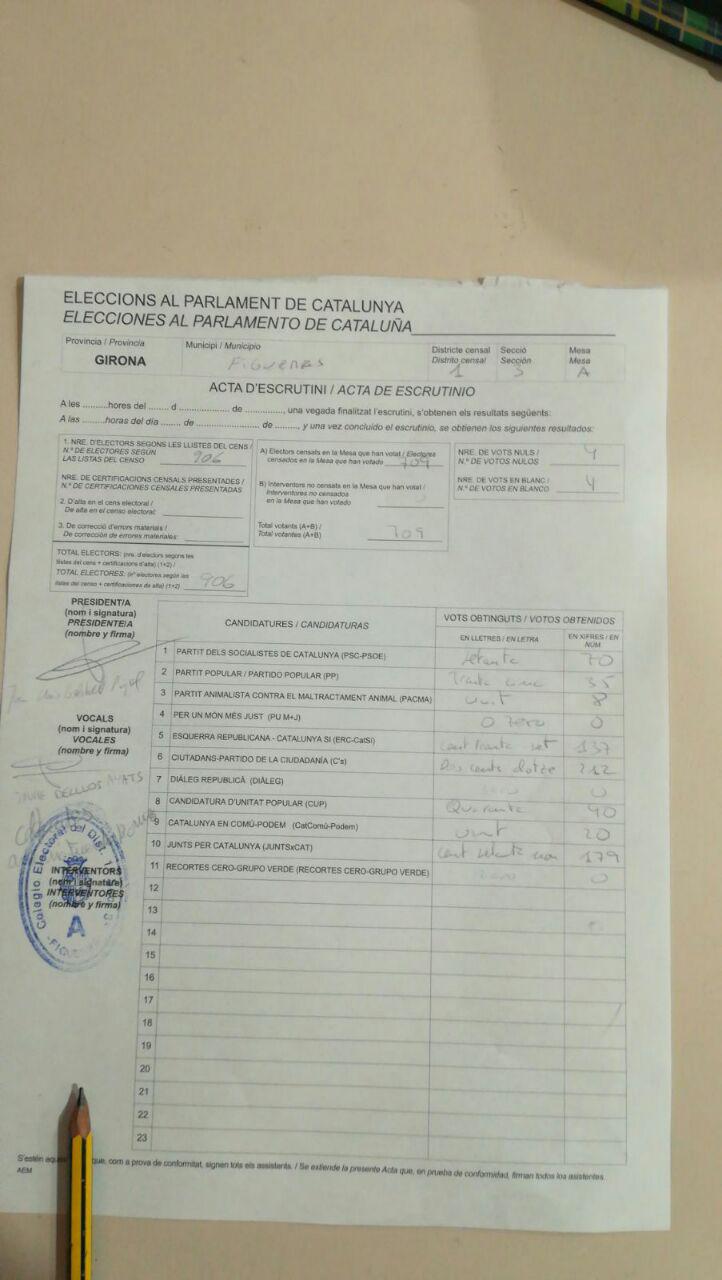 ELECCIONS AL PARLAMENT DE CATALUNYA
ELECCIONES AL PARLAMENTO DE CATALUÑA
Província / Provincia
GIRONA
Municipi / Municipio
FIGUERES
Districte censal
Distrito censal
1
Secció
Sección
3
Mesa
Mesa
A
ACTA D'ESCRUTINI / ACTA DE ESCRUTINIO
A les ..........hores del ....... d .................. de .............., una vegada finalitzat l'escrutini, s'obtenen els resultats següents:
A las .........horas del día ....... de ...................... de ......... y una vez concluido el escrutinio, se obtienen los siguientes resultados:
1. NRE. D'ELECTORS SEGONS LES LLISTES DEL CENS /
N.º DE ELECTORES SEGÚN
LAS LISTAS DEL CENSO 906
NRE. DE CERTIFICACIONS CENSALS PRESENTADES /
N.º DE CERTIFICACIONES CENSALES PRESENTADAS
2. D'alta en el cens electoral /
De alta en el censo electoral:
3. De correcció d'errors materials /
De corrección de errores materiales:
TOTAL ELECTORS: (nre. d'electors segons les
llistes del cens + certificacions d'alta) (1+2) /
TOTAL ELECTORES: (nº electores según las
listas del censo + certificaciones de alta) (1+2) 906
A) Electors censats en la Mesa que han votat / Electores
censados en la Mesa que han votado 709
B) Interventors no censats en la Mesa que han votat /
Interventores no censados
en la Mesa que han votado
Total votants (A+B) /
Total votantes (A+B) 709
NRE. DE VOTS NULS /
N.º DE VOTOS NULOS 4
NRE. DE VOTS EN BLANC /
N.º DE VOTOS EN BLANCO 4
PRESIDENT/A
(nom i signatura)
PRESIDENTE/A
(nombre y firma)
VOCALS
(nom i signatura)
VOCALES
(nombre y firma)
JAUME DELLOS AYATS
INTERVENTORS
(nom i signatura)
INTERVENTORES
(nombre y firma)
Colegio Electoral del Dist. 1
A
CANDIDATURES / CANDIDATURAS
VOTS OBTINGUTS / VOTOS OBTENIDOS
EN LLETRES / EN LETRA
EN XIFRES / EN NÚM
1 PARTIT DELS SOCIALISTES DE CATALUNYA (PSC-PSOE) setanta 70
2 PARTIT POPULAR / PARTIDO POPULAR (PP) Trenta cinc 35
3 PARTIT ANIMALISTA CONTRA EL MALTRACTAMENT ANIMAL (PACMA) vuit 8
4 PER UN MÓN MÉS JUST (PU M+J) 0 zero 0
5 ESQUERRA REPUBLICANA - CATALUNYA SÍ (ERC-CatSí) cent trenta set 137
6 CIUTADANS-PARTIDO DE LA CIUDADANÍA (C's) Dos cents dotze 212
7 DIÀLEG REPUBLICÀ (DIÀLEG) zero 0
8 CANDIDATURA D'UNITAT POPULAR (CUP) Quaranta 40
9 CATALUNYA EN COMÚ-PODEM (CatComú-Podem) vint 20
10 JUNTS PER CATALUNYA (JUNTSxCAT) cent setanta nou 179
11 RECORTES CERO-GRUPO VERDE (RECORTES CERO-GRUPO VERDE) zero 0
12
13
14
15
16
17
18
19
20
21
22
23
S'estén que, com a prova de conformitat, signen tots els assistents. / Se extiende la presente Acta que, en prueba de conformidad, firman todos los asistentes.
AEM